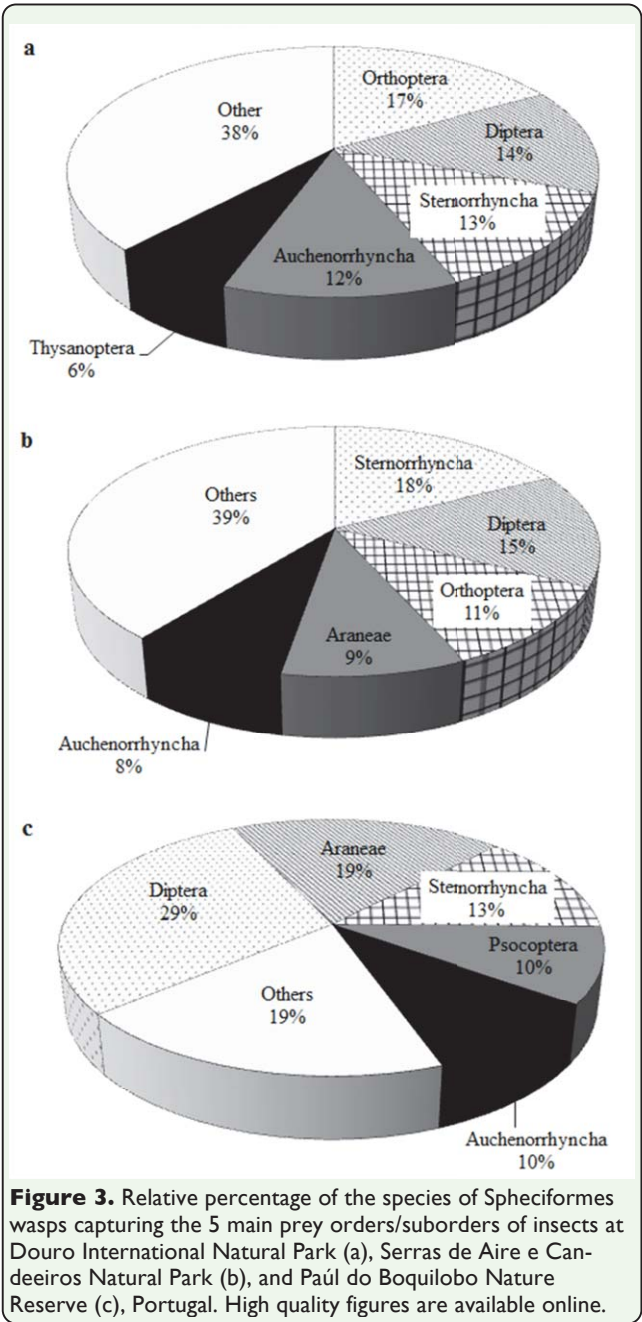 a
Orthoptera
17%
Other
38%
Diptera
14%
Sternorrhyncha
13%
Auchenorrhyncha
12%
Thysanoptera
6%
b
Sternorrhyncha
18%
Others
39%
Diptera
15%
Orthoptera
11%
Araneae
9%
Auchenorrhyncha
8%
c
Araneae
19%
Diptera
29%
Sternorrhyncha
13%
Psocoptera
10%
Others
19%
Auchenorrhyncha
10%
Figure 3. Relative percentage of the species of Spheciformes
wasps capturing the 5 main prey orders/suborders of insects at
Douro International Natural Park (a), Serras de Aire e Can-
deeiros Natural Park (b), and Paúl do Boquilobo Nature
Reserve (c), Portugal. High quality figures are available online.